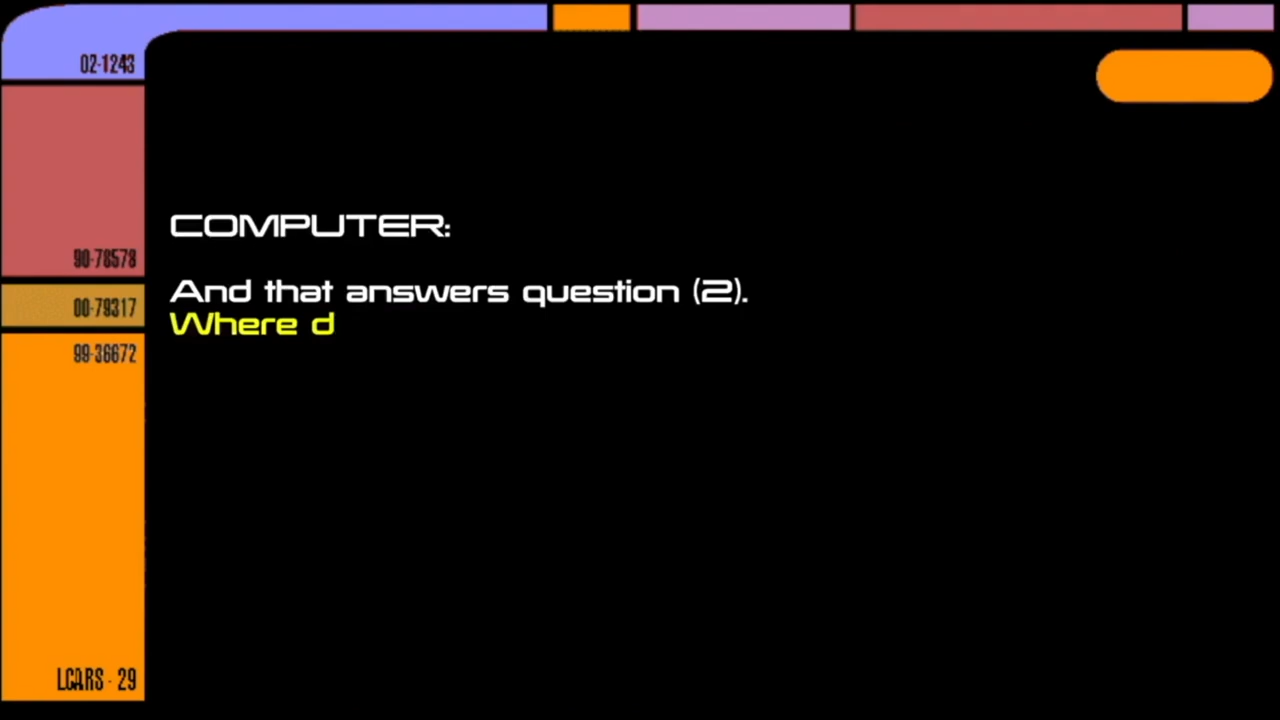 02-1243
90-78578
00-79317
99-36672
LCARS - 29
COMPUTER:
And that answers question (2).
Where d